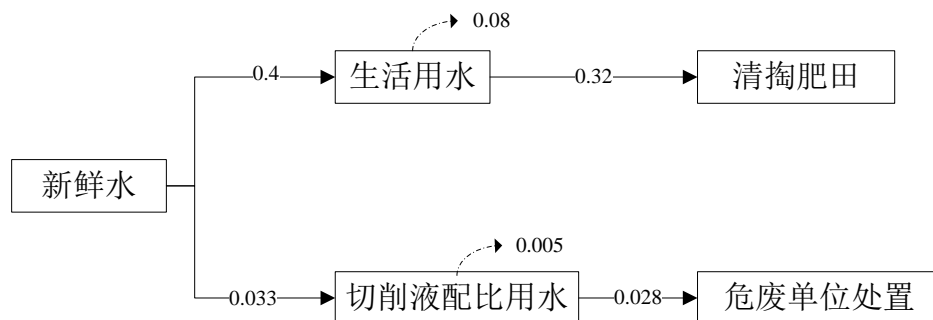 0.08
0.4
生活用水
0.32
清掏肥田
新鲜水
0.005
0.033
切削液配比用水
0.028
危废单位处置